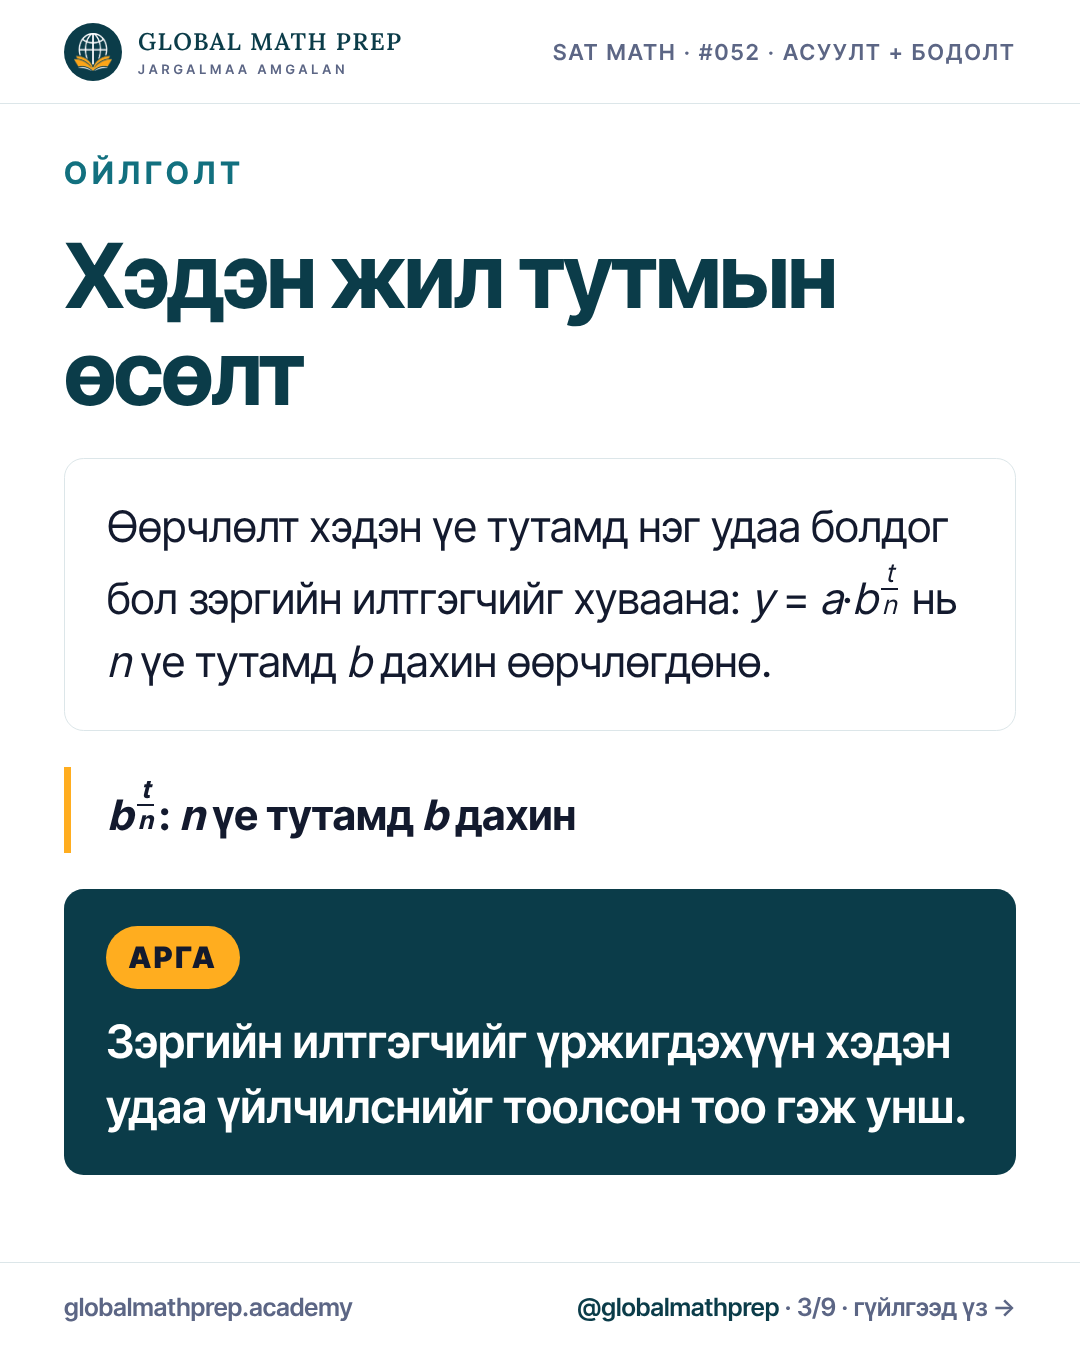 GLOBAL MATH PREP
JARGALMAA AMGALAN
SAT MATH · #052 · АСУУЛТ + БОДОЛТ
ОЙЛГОЛТ
Хэдэн жил тутмын
өсөлт
Өөрчлөлт хэдэн үе тутамд нэг удаа болдог
бол зэргийн илтгэгчийг хуваана: y = a·b^{t/n} нь
n үе тутамд b дахин өөрчлөгдөнө.
b^{t/n}: n үе тутамд b дахин
АРГА
Зэргийн илтгэгчийг үржигдэхүүн хэдэн
удаа үйлчилснийг тоолсон тоо гэж унш.
globalmathprep.academy
@globalmathprep · 3/9 · гүйлгээд үз →